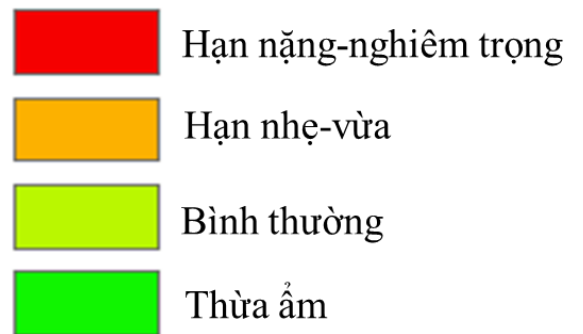 Hạn nặng-nghiêm trọng
Hạn nhẹ-vừa
Bình thường
Thừa ẩm